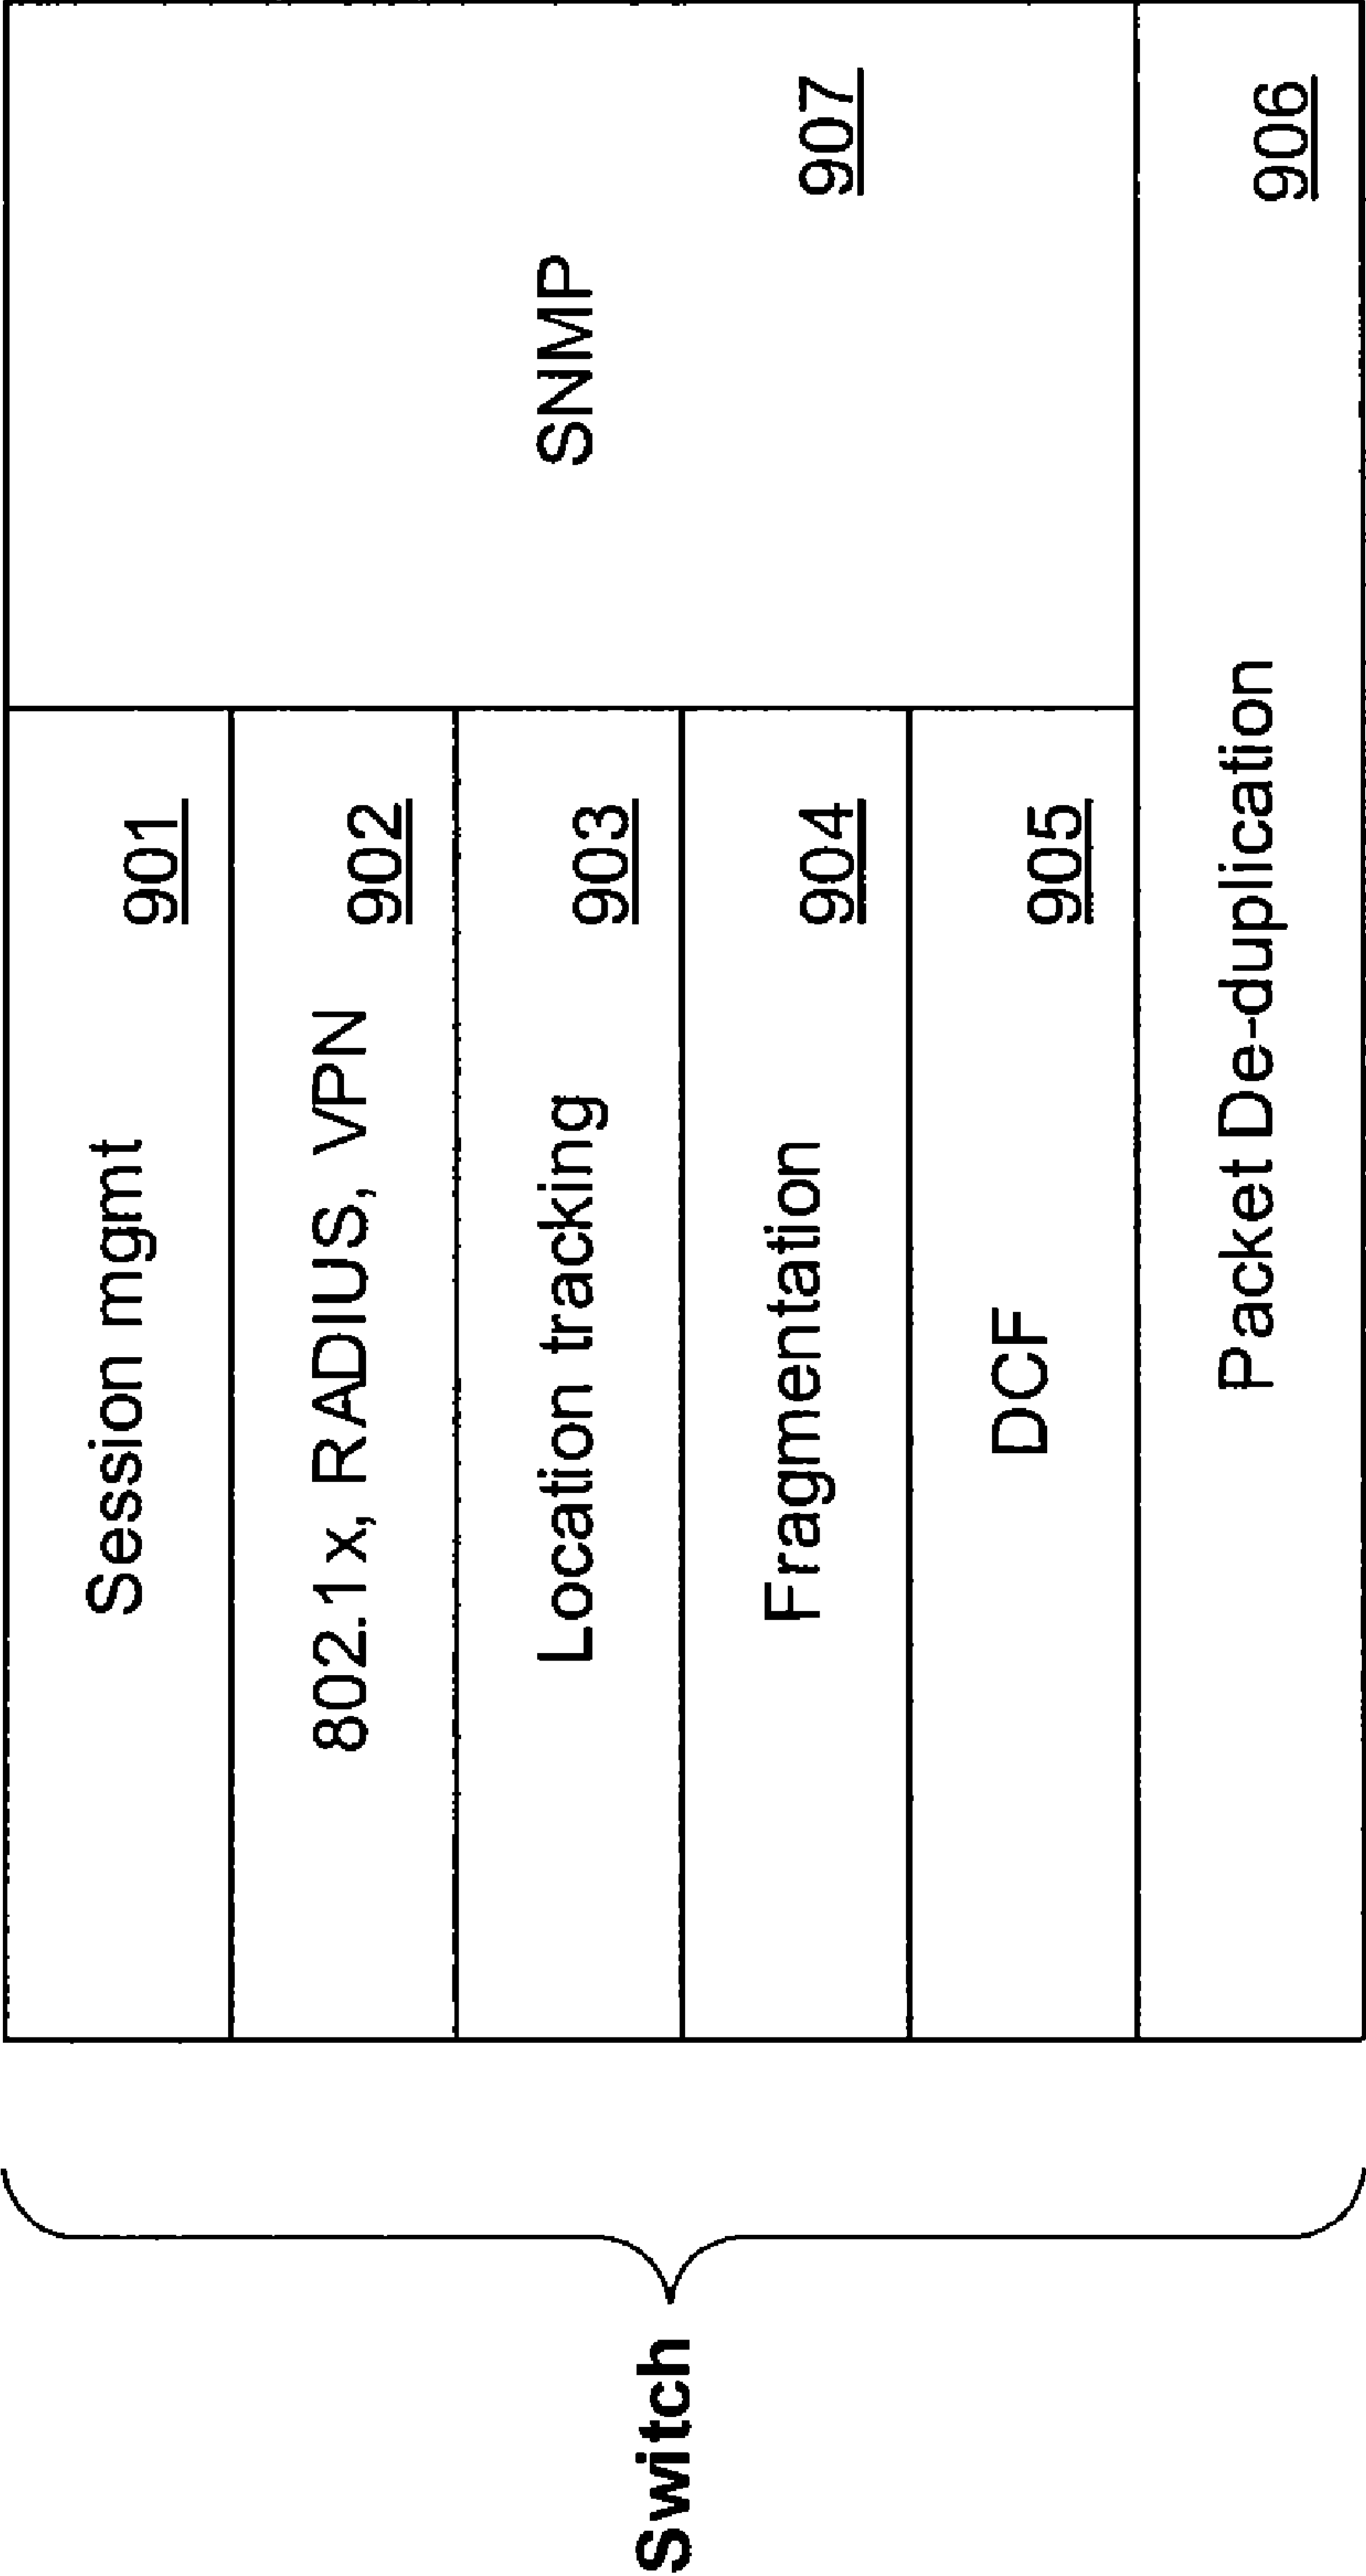 Switch
Session mgmt
901
802.1x, RADIUS, VPN
902
Location tracking
903
Fragmentation
904
DCF
905
SNMP
907
Packet De-duplication
906